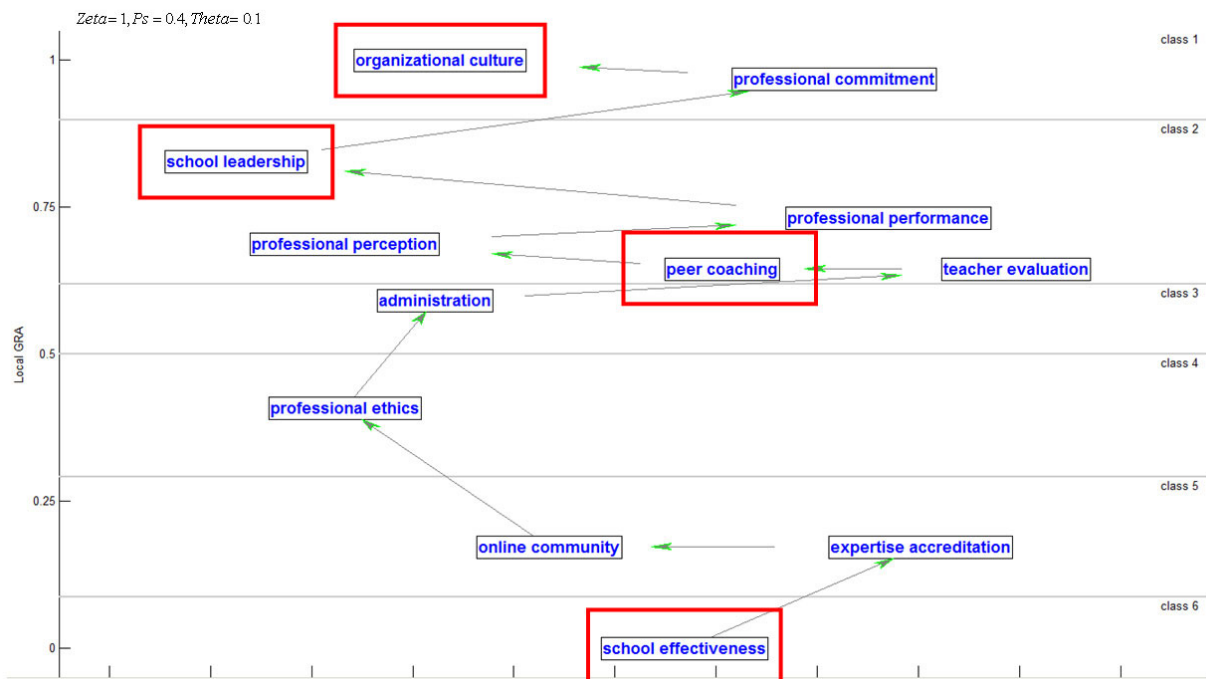 Zeta= 1, Ps = 0.4, Theta= 0.1
class 1
1
organizational culture
professional commitment
class 2
school leadership
0.75
professional performance
professional perception
peer coaching
teacher evaluation
class 3
administration
Local GRA
0.5
class 4
professional ethics
class 5
0.25
online community
expertise accreditation
class 6
0
school effectiveness